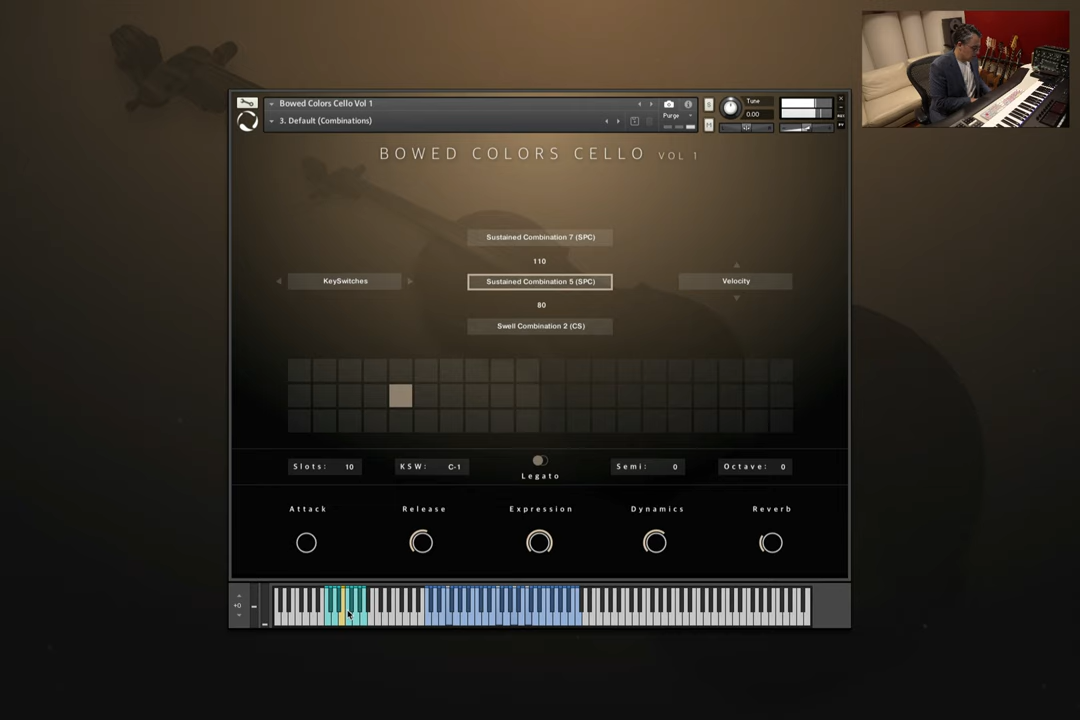 Bowed Colors Cello Vol 1
3. Default (Combinations)
Purge
S
M
Tune
0.00
BOWED COLORS CELLO VOL 1
Sustained Combination 7 (SPC)
110
KeySwitches
Sustained Combination 5 (SPC)
Velocity
80
Swell Combination 2 (CS)
Slots: 10
KSW: C-1
Legato
Semi: 0
Octave: 0
Attack
Release
Expression
Dynamics
Reverb
+0